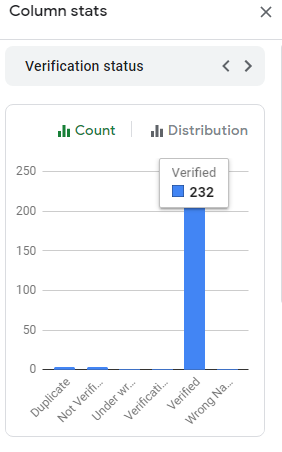 Column stats
Verification status
Count
Distribution
250
200
150
100
50
0
Verified
232
Duplicate
Not Verifi...
Under wr...
Verificati...
Verified
Wrong Na...